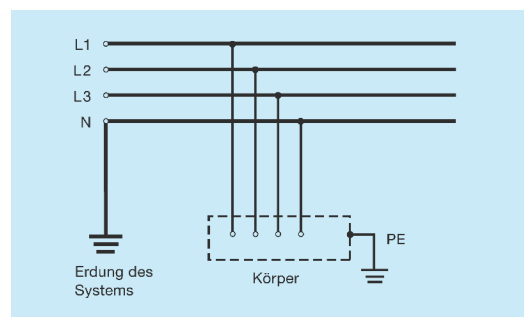 L1
L2
L3
N
PE
Erdung des
Systems
Körper